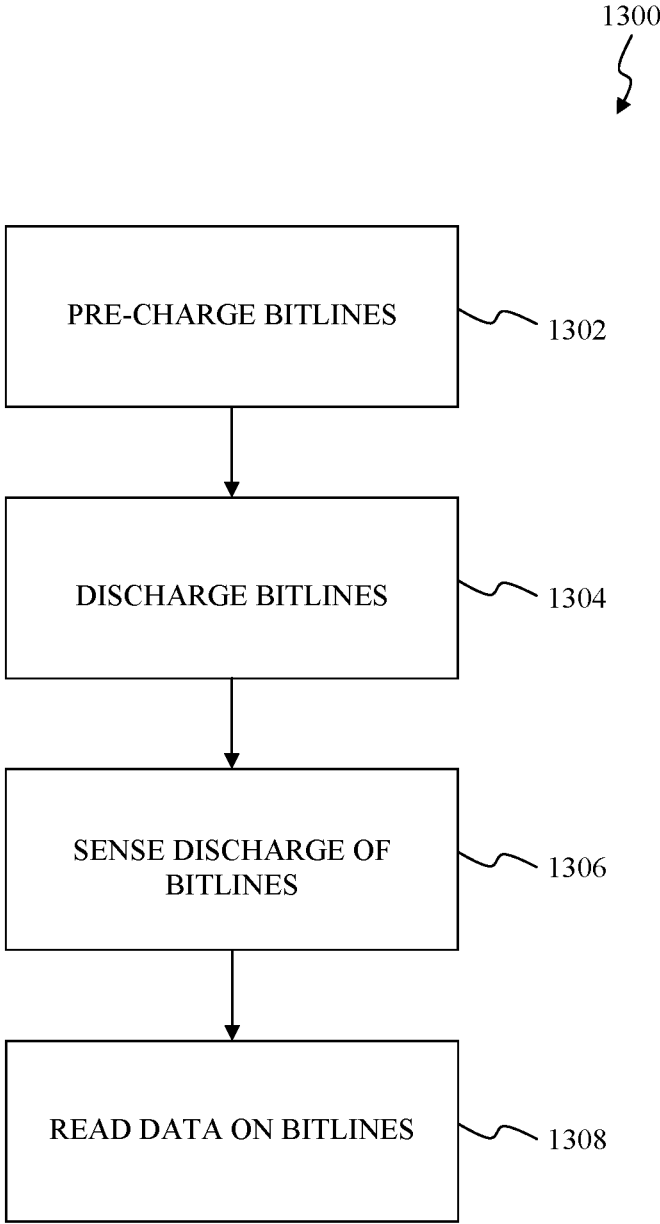 1300
PRE-CHARGE BITLINES
1302
DISCHARGE BITLINES
1304
SENSE DISCHARGE OF
BITLINES
1306
READ DATA ON BITLINES
1308